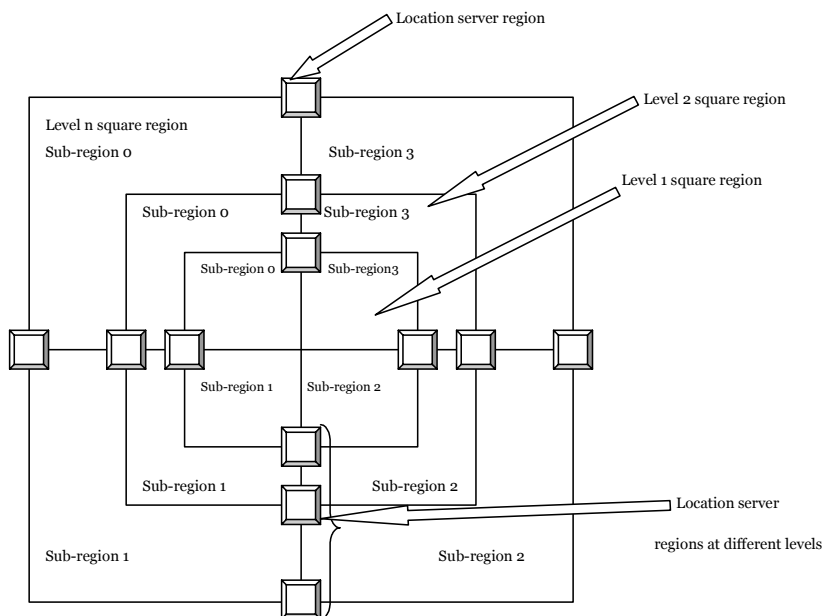 Location server region
Level 2 square region
Level n square region
Sub-region 0
Sub-region 3
Level 1 square region
Sub-region 0
Sub-region 3
Sub-region 0
Sub-region3
Sub-region 1
Sub-region 2
Sub-region 1
Sub-region 2
Location server
regions at different levels
Sub-region 1
Sub-region 2